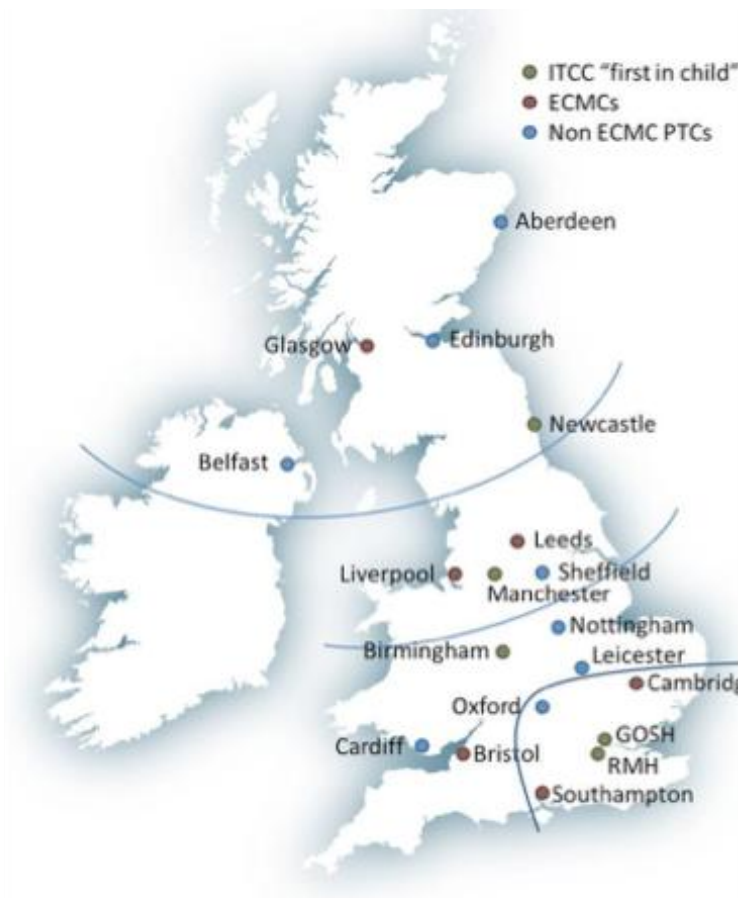 ITCC "first in child"
ECMCs
Non ECMC PTCs
Aberdeen
Glasgow
Edinburgh
Newcastle
Belfast
Leeds
Liverpool
Sheffield
Manchester
Nottingham
Birmingham
Leicester
Cambridg
Oxford
GOSH
Cardiff
Bristol
RMH
Southampton